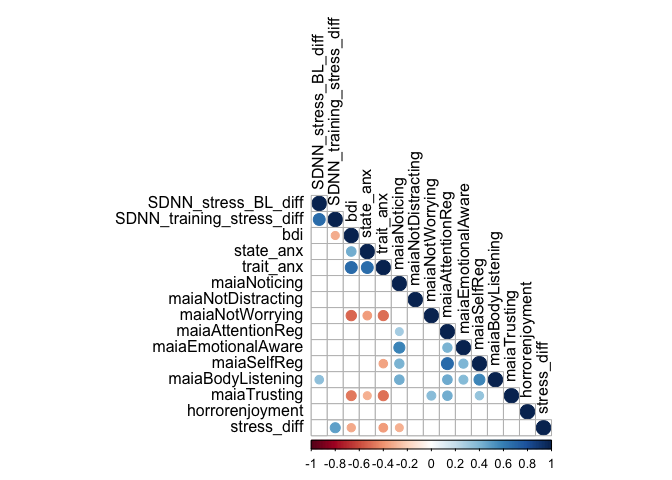 SDNN_stress_BL_diff
SDNN_training_stress_diff
bdi
state_anx
trait_anx
maiaNoticing
maiaNotDistracting
maiaNotWorrying
maiaAttentionReg
maiaEmotionalAware
maiaSelfReg
maiaBodyListening
maiaTrusting
horrorenjoyment
stress_diff
SDNN_stress_BL_diff
SDNN_training_stress_diff
bdi
state_anx
trait_anx
maiaNoticing
maiaNotDistracting
maiaNotWorrying
maiaAttentionReg
maiaEmotionalAware
maiaSelfReg
maiaBodyListening
maiaTrusting
horrorenjoyment
stress_diff
-1 -0.8 -0.6 -0.4 -0.2 0 0.2 0.4 0.6 0.8 1